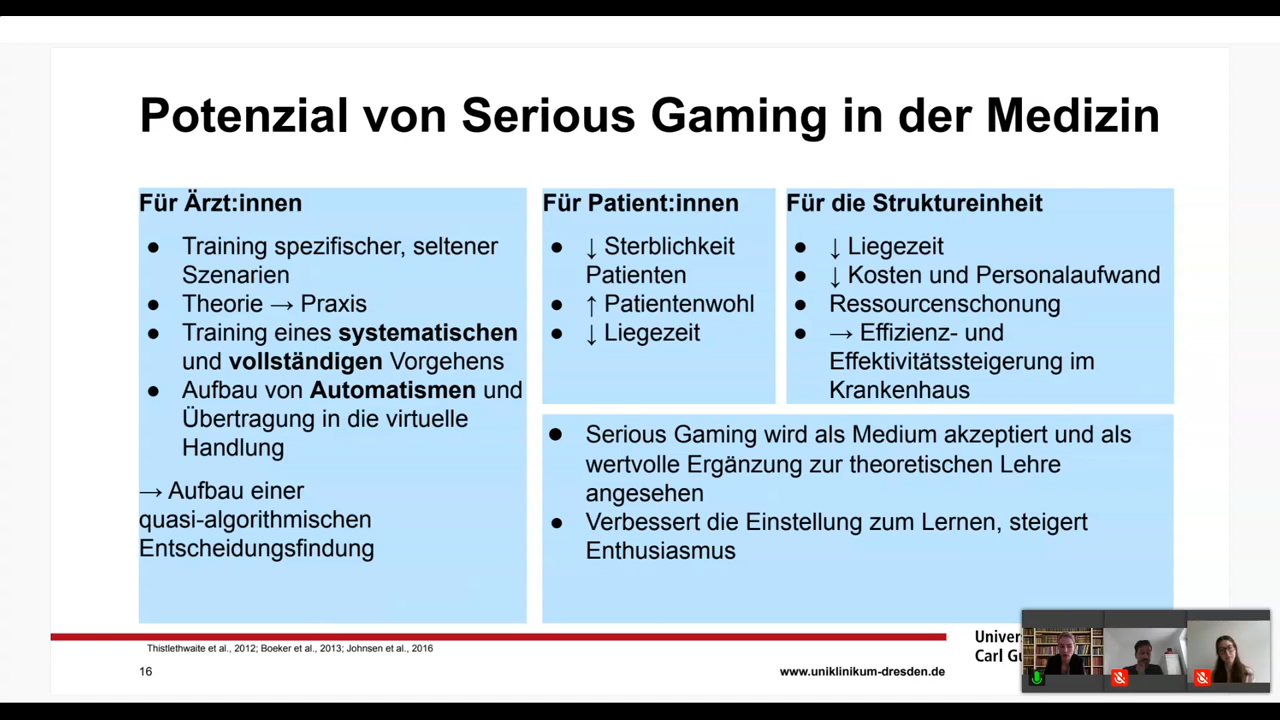 Potenzial von Serious Gaming in der Medizin
Für Ärzt:innen
● Training spezifischer, seltener
Szenarien
● Theorie → Praxis
● Training eines systematischen
und vollständigen Vorgehens
● Aufbau von Automatismen und
Übertragung in die virtuelle
Handlung
→ Aufbau einer
quasi-algorithmischen
Entscheidungsfindung
Für Patient:innen
● ↓ Sterblichkeit
Patienten
● ↑ Patientenwohl
● ↓ Liegezeit
Für die Struktureinheit
● ↓ Liegezeit
● ↓ Kosten und Personalaufwand
● Ressourcenschonung
● → Effizienz- und
Effektivitätssteigerung im
Krankenhaus
● Serious Gaming wird als Medium akzeptiert und als
wertvolle Ergänzung zur theoretischen Lehre
angesehen
● Verbessert die Einstellung zum Lernen, steigert
Enthusiasmus
Thistlethwaite et al., 2012; Boeker et al., 2013; Johnsen et al., 2016
16
www.uniklinikum-dresden.de
Carl